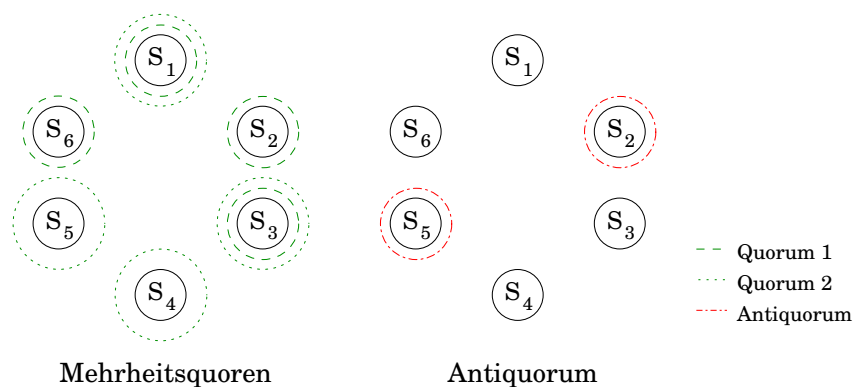 S1
S6
S2
S5
S3
S4
Mehrheitsquoren
S1
S6
S2
S5
S3
S4
Antiquorum
Quorum 1
Quorum 2
Antiquorum